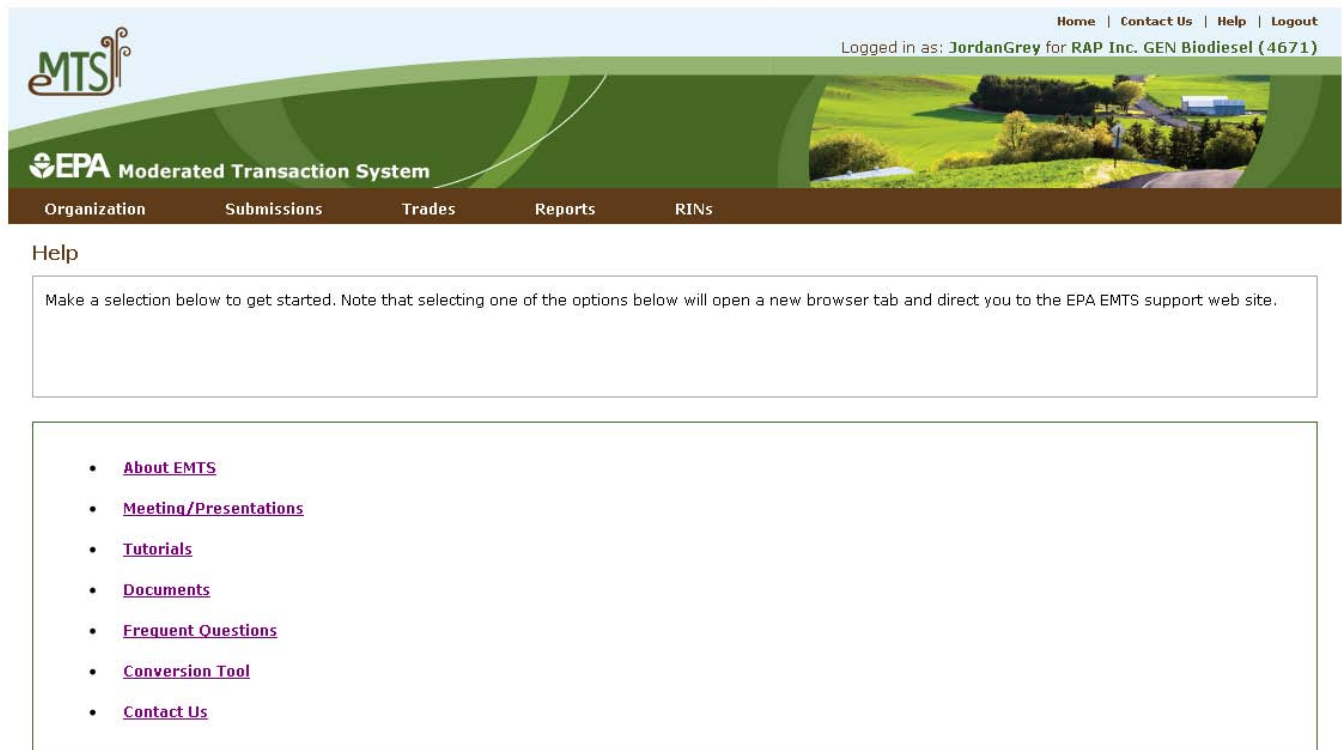 Home | Contact Us | Help | Logout
Logged in as: JordanGrey for RAP Inc. GEN Biodiesel (4671)
eMTS
EPA Moderated Transaction System
Organization Submissions Trades Reports RINs
Help
Make a selection below to get started. Note that selecting one of the options below will open a new browser tab and direct you to the EPA EMTS support web site.
• About EMTS
• Meeting/Presentations
• Tutorials
• Documents
• Frequent Questions
• Conversion Tool
• Contact Us